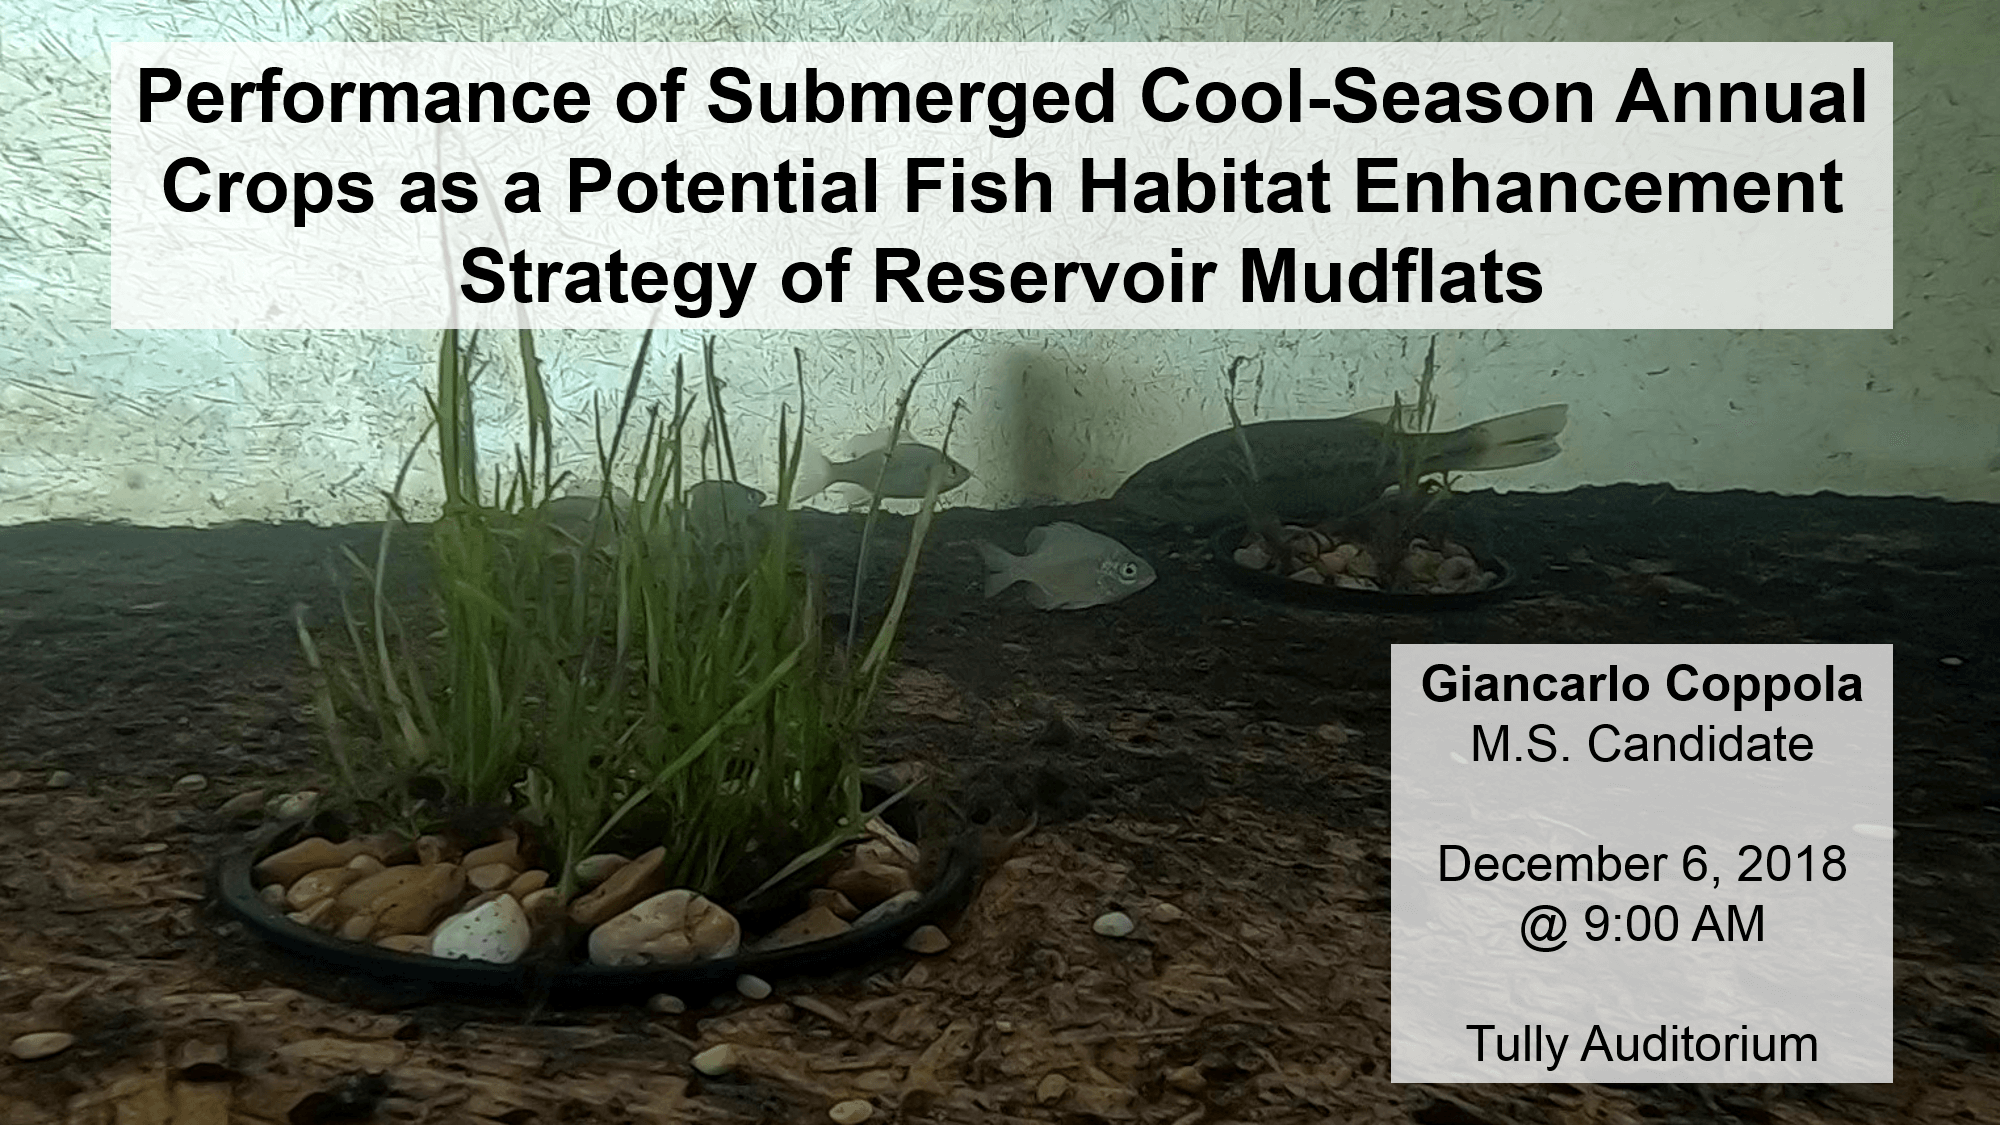 Performance of Submerged Cool-Season Annual
Crops as a Potential Fish Habitat Enhancement
Strategy of Reservoir Mudflats
Giancarlo Coppola
M.S. Candidate
December 6, 2018
@ 9:00 AM
Tully Auditorium